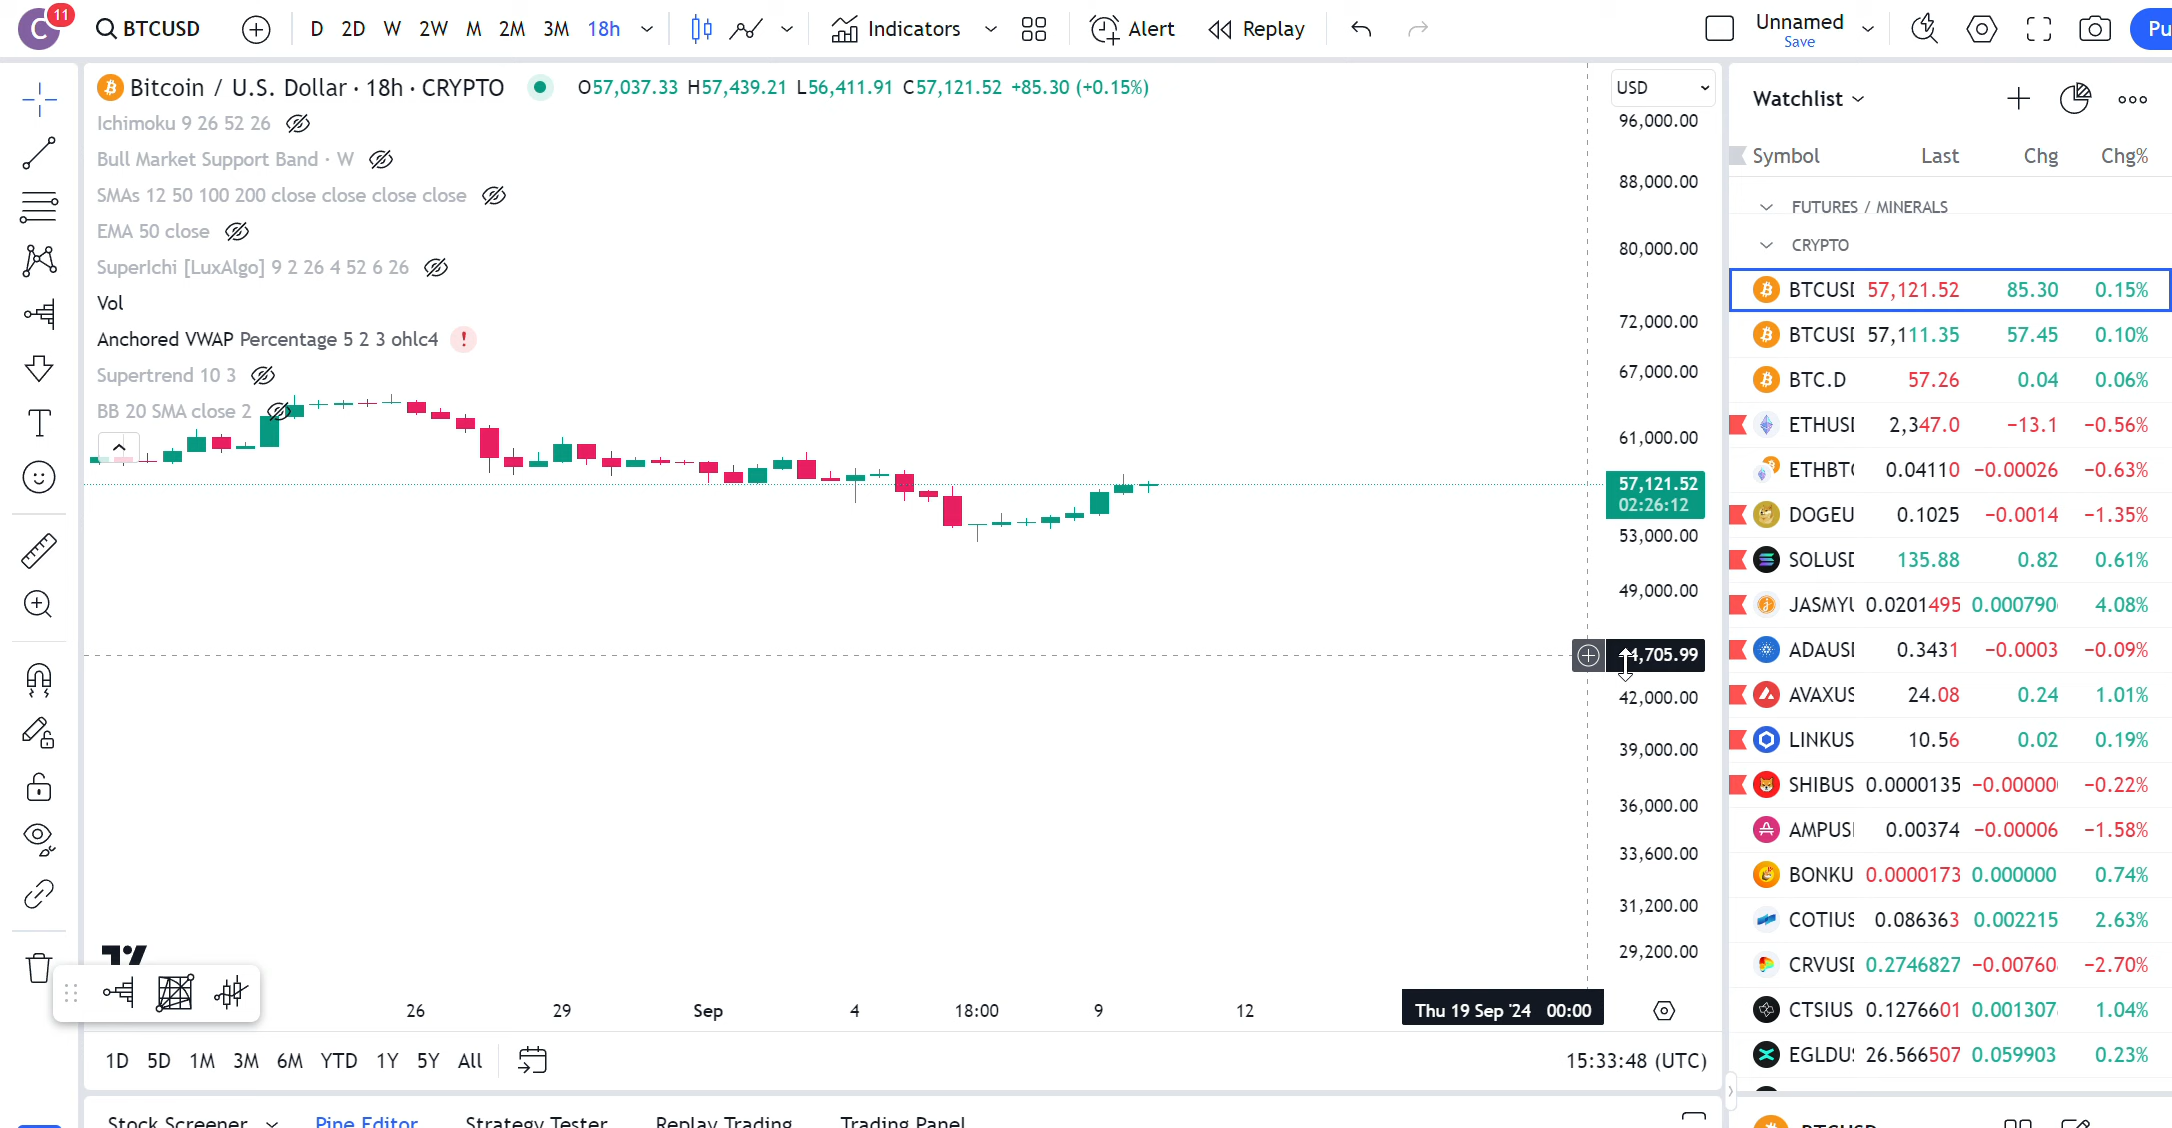 C 11 BTCUSD D 2D W 2W M 2M 3M 18h Indicators Alert Replay Unnamed Save Pu
Bitcoin / U.S. Dollar · 18h · CRYPTO O57,037.33 H57,439.21 L56,411.91 C57,121.52 +85.30 (+0.15%)
Ichimoku 9 26 52 26
Bull Market Support Band · W
SMAs 12 50 100 200 close close close close
EMA 50 close
SuperIchi [LuxAlgo] 9 2 26 4 52 6 26
Vol
Anchored VWAP Percentage 5 2 3 ohlc4 !
Supertrend 10 3
BB 20 SMA close 2
USD
96,000.00
88,000.00
80,000.00
72,000.00
67,000.00
61,000.00
57,121.52
02:26:12
53,000.00
49,000.00
4,705.99
42,000.00
39,000.00
36,000.00
33,600.00
31,200.00
29,200.00
26 29 Sep 4 18:00 9 12 Thu 19 Sep '24 00:00
1D 5D 1M 3M 6M YTD 1Y 5Y All 15:33:48 (UTC)
Stock Screener Pine Editor Strategy Tester Replay Trading Trading Panel
Watchlist
Symbol Last Chg Chg%
FUTURES / MINERALS
CRYPTO
BTCUSD 57,121.52 85.30 0.15%
BTCUSD 57,111.35 57.45 0.10%
BTC.D 57.26 0.04 0.06%
ETHUSD 2,347.0 −13.1 −0.56%
ETHBTC 0.04110 −0.00026 −0.63%
DOGEU 0.1025 −0.0014 −1.35%
SOLUSD 135.88 0.82 0.61%
JASMYU 0.0201495 0.000790 4.08%
ADAUSD 0.3431 −0.0003 −0.09%
AVAXUS 24.08 0.24 1.01%
LINKUS 10.56 0.02 0.19%
SHIBUS 0.0000135 −0.00000 −0.22%
AMPUS 0.00374 −0.00006 −1.58%
BONKU 0.0000173 0.000000 0.74%
COTIUS 0.086363 0.002215 2.63%
CRVUSD 0.2746827 −0.00760 −2.70%
CTSIUS 0.1276601 0.001307 1.04%
EGLDUS 26.566507 0.059903 0.23%
BTCUSD